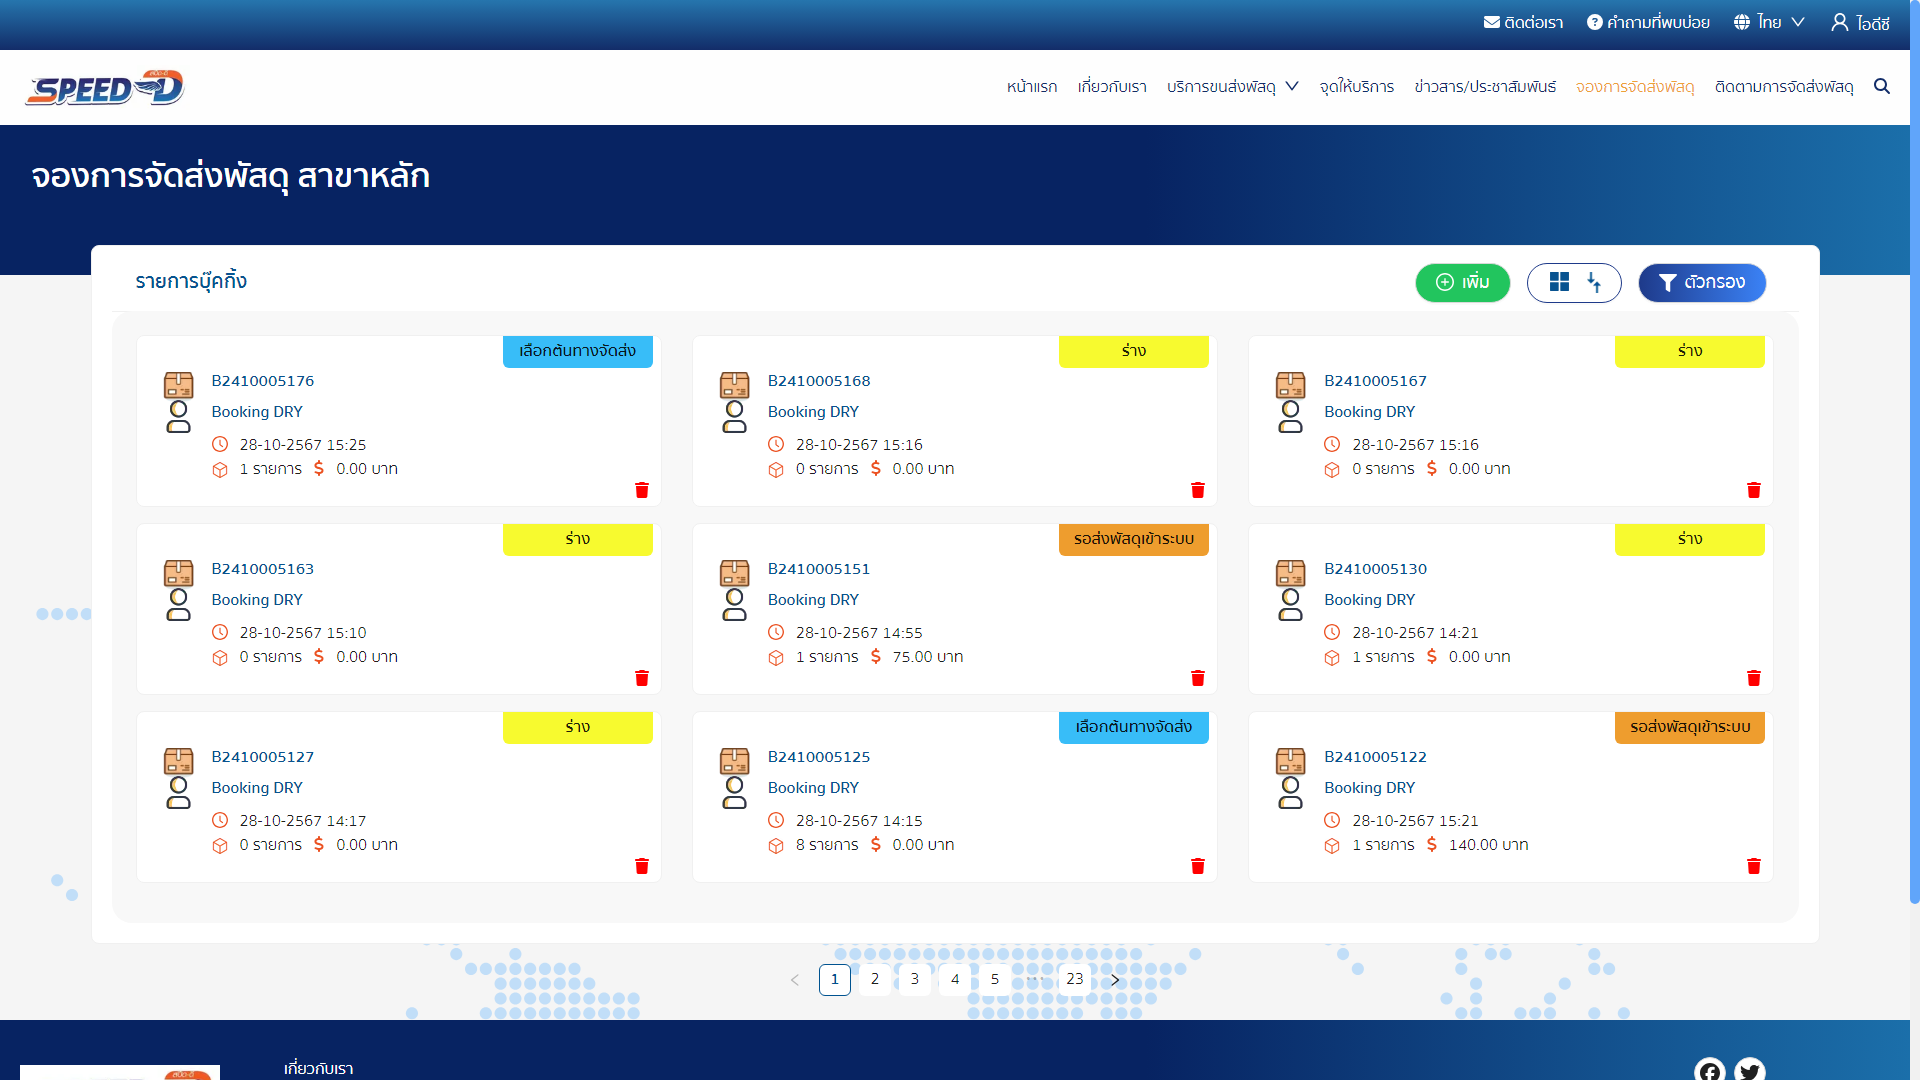 ติดต่อเรา คำถามที่พบบ่อย ไทย ไอดีซี
SPEED-D
หน้าแรก เกี่ยวกับเรา บริการขนส่งพัสดุ จุดให้บริการ ข่าวสาร/ประชาสัมพันธ์ จองการจัดส่งพัสดุ ติดตามการจัดส่งพัสดุ
จองการจัดส่งพัสดุ สาขาหลัก
รายการบุ๊คกิ้ง เพิ่ม ตัวกรอง
เลือกต้นทางจัดส่ง
B2410005176
Booking DRY
28-10-2567 15:25
1 รายการ $ 0.00 บาท
ร่าง
B2410005168
Booking DRY
28-10-2567 15:16
0 รายการ $ 0.00 บาท
ร่าง
B2410005167
Booking DRY
28-10-2567 15:16
0 รายการ $ 0.00 บาท
ร่าง
B2410005163
Booking DRY
28-10-2567 15:10
0 รายการ $ 0.00 บาท
รอส่งพัสดุเข้าระบบ
B2410005151
Booking DRY
28-10-2567 14:55
1 รายการ $ 75.00 บาท
ร่าง
B2410005130
Booking DRY
28-10-2567 14:21
1 รายการ $ 0.00 บาท
ร่าง
B2410005127
Booking DRY
28-10-2567 14:17
0 รายการ $ 0.00 บาท
เลือกต้นทางจัดส่ง
B2410005125
Booking DRY
28-10-2567 14:15
8 รายการ $ 0.00 บาท
รอส่งพัสดุเข้าระบบ
B2410005122
Booking DRY
28-10-2567 15:21
1 รายการ $ 140.00 บาท
< 1 2 3 4 5 ••• 23 >
เกี่ยวกับเรา